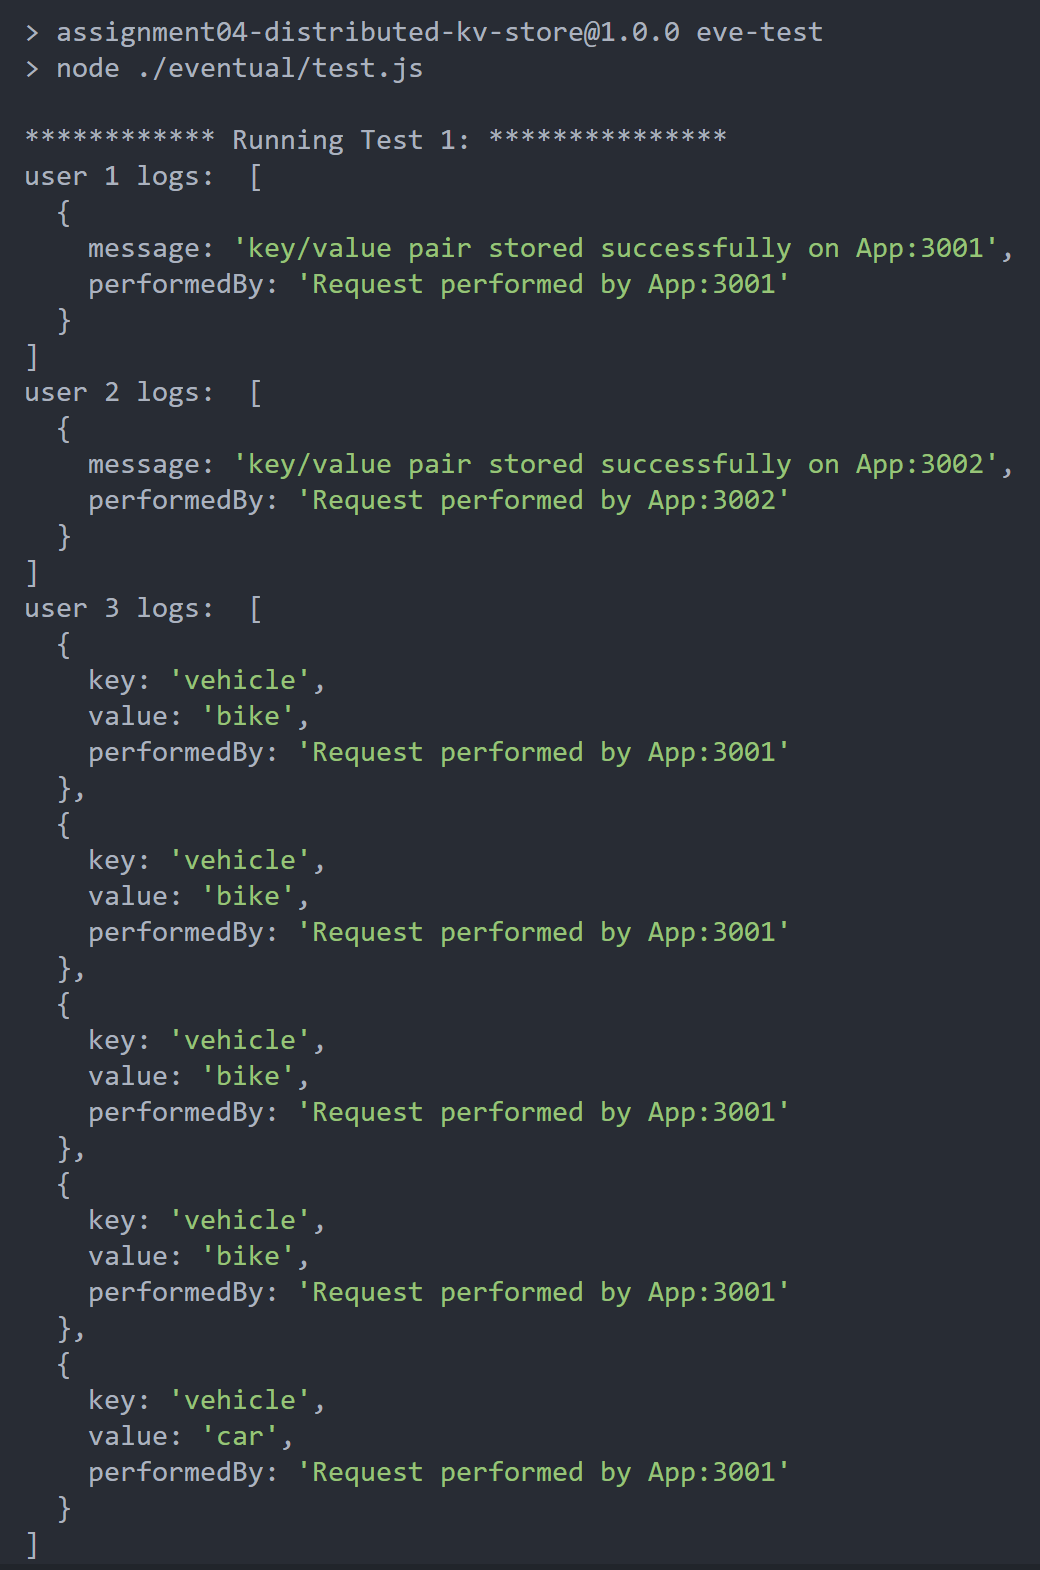 > assignment04-distributed-kv-store@1.0.0 eve-test
> node ./eventual/test.js

************ Running Test 1: ***************
user 1 logs:  [
  {
    message: 'key/value pair stored successfully on App:3001',
    performedBy: 'Request performed by App:3001'
  }
]
user 2 logs:  [
  {
    message: 'key/value pair stored successfully on App:3002',
    performedBy: 'Request performed by App:3002'
  }
]
user 3 logs:  [
  {
    key: 'vehicle',
    value: 'bike',
    performedBy: 'Request performed by App:3001'
  },
  {
    key: 'vehicle',
    value: 'bike',
    performedBy: 'Request performed by App:3001'
  },
  {
    key: 'vehicle',
    value: 'bike',
    performedBy: 'Request performed by App:3001'
  },
  {
    key: 'vehicle',
    value: 'bike',
    performedBy: 'Request performed by App:3001'
  },
  {
    key: 'vehicle',
    value: 'car',
    performedBy: 'Request performed by App:3001'
  }
]